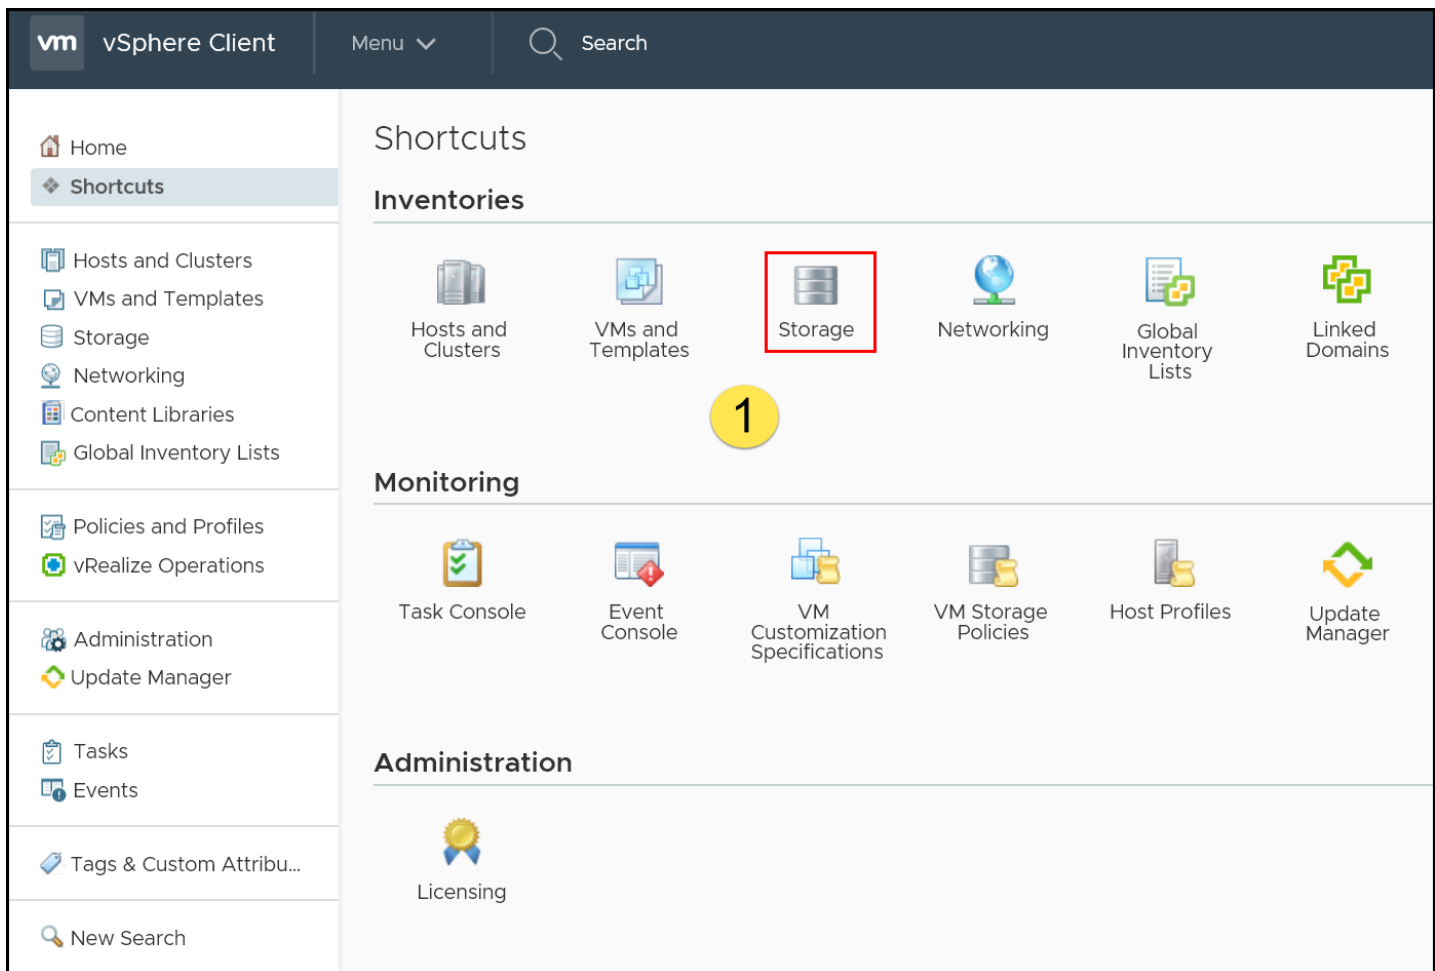 vm vSphere Client Menu Search
Home
Shortcuts
Hosts and Clusters
VMs and Templates
Storage
Networking
Content Libraries
Global Inventory Lists
Policies and Profiles
vRealize Operations
Administration
Update Manager
Tasks
Events
Tags & Custom Attribu...
New Search
Shortcuts
Inventories
Hosts and
Clusters
VMs and
Templates
Storage
Networking
Global
Inventory
Lists
Linked
Domains
1
Monitoring
Task Console
Event
Console
VM
Customization
Specifications
VM Storage
Policies
Host Profiles
Update
Manager
Administration
Licensing